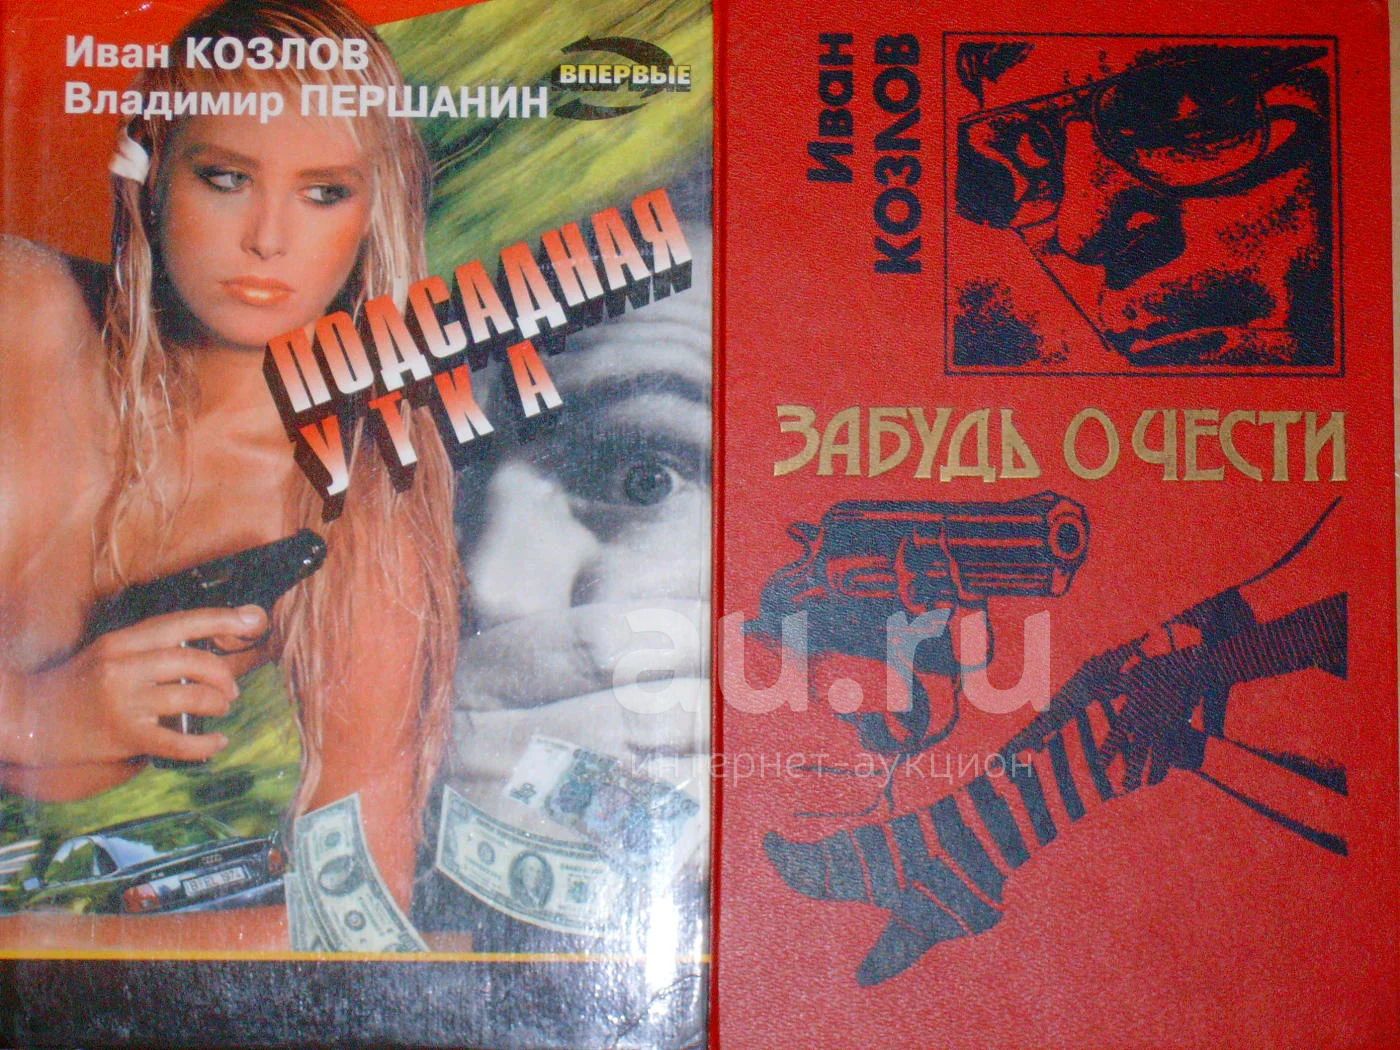 Иван КОЗЛОВ
Владимир ПЕРШАНИН
ВПЕРВЫЕ
ПОДСАДНАЯ
УТКА
Иван
КОЗЛОВ
ЗАБУДЬ О ЧЕСТИ
au.ru
интернет-аукцион